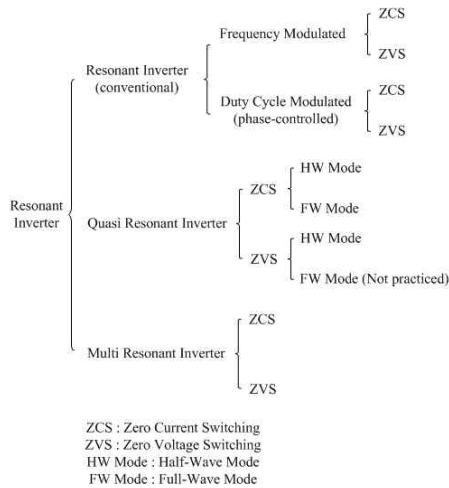 ZCS
Frequency Modulated
ZVS
Resonant Inverter
(conventional)
ZCS
Duty Cycle Modulated
(phase-controlled)
ZVS
HW Mode
ZCS
FW Mode
Resonant
Inverter
Quasi Resonant Inverter
HW Mode
ZVS
FW Mode (Not practiced)
ZCS
Multi Resonant Inverter
ZVS
ZCS : Zero Current Switching
ZVS : Zero Voltage Switching
HW Mode : Half-Wave Mode
FW Mode : Full-Wave Mode